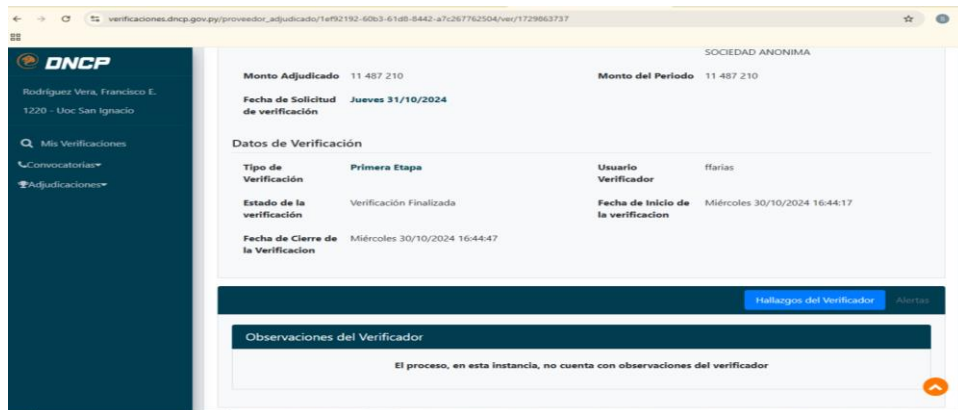 verificaciones.dncp.gov.py/proveedor_adjudicado/1ef92192-60b3-61d8-8442-a7c267762504/ver/1729863737
DNCP
Rodríguez Vera, Francisco E.
1220 - Uoc San Ignacio
Mis Verificaciones
Convocatorias
Adjudicaciones
SOCIEDAD ANONIMA
Monto Adjudicado 11 487 210 Monto del Periodo 11 487 210
Fecha de Solicitud Jueves 31/10/2024
de verificación
Datos de Verificación
Tipo de Primera Etapa Usuario ffarias
Verificación Verificador
Estado de la Verificación Finalizada Fecha de Inicio de Miércoles 30/10/2024 16:44:17
verificación la verificacion
Fecha de Cierre de Miércoles 30/10/2024 16:44:47
la Verificacion
Hallazgos del Verificador Alertas
Observaciones del Verificador
El proceso, en esta instancia, no cuenta con observaciones del verificador